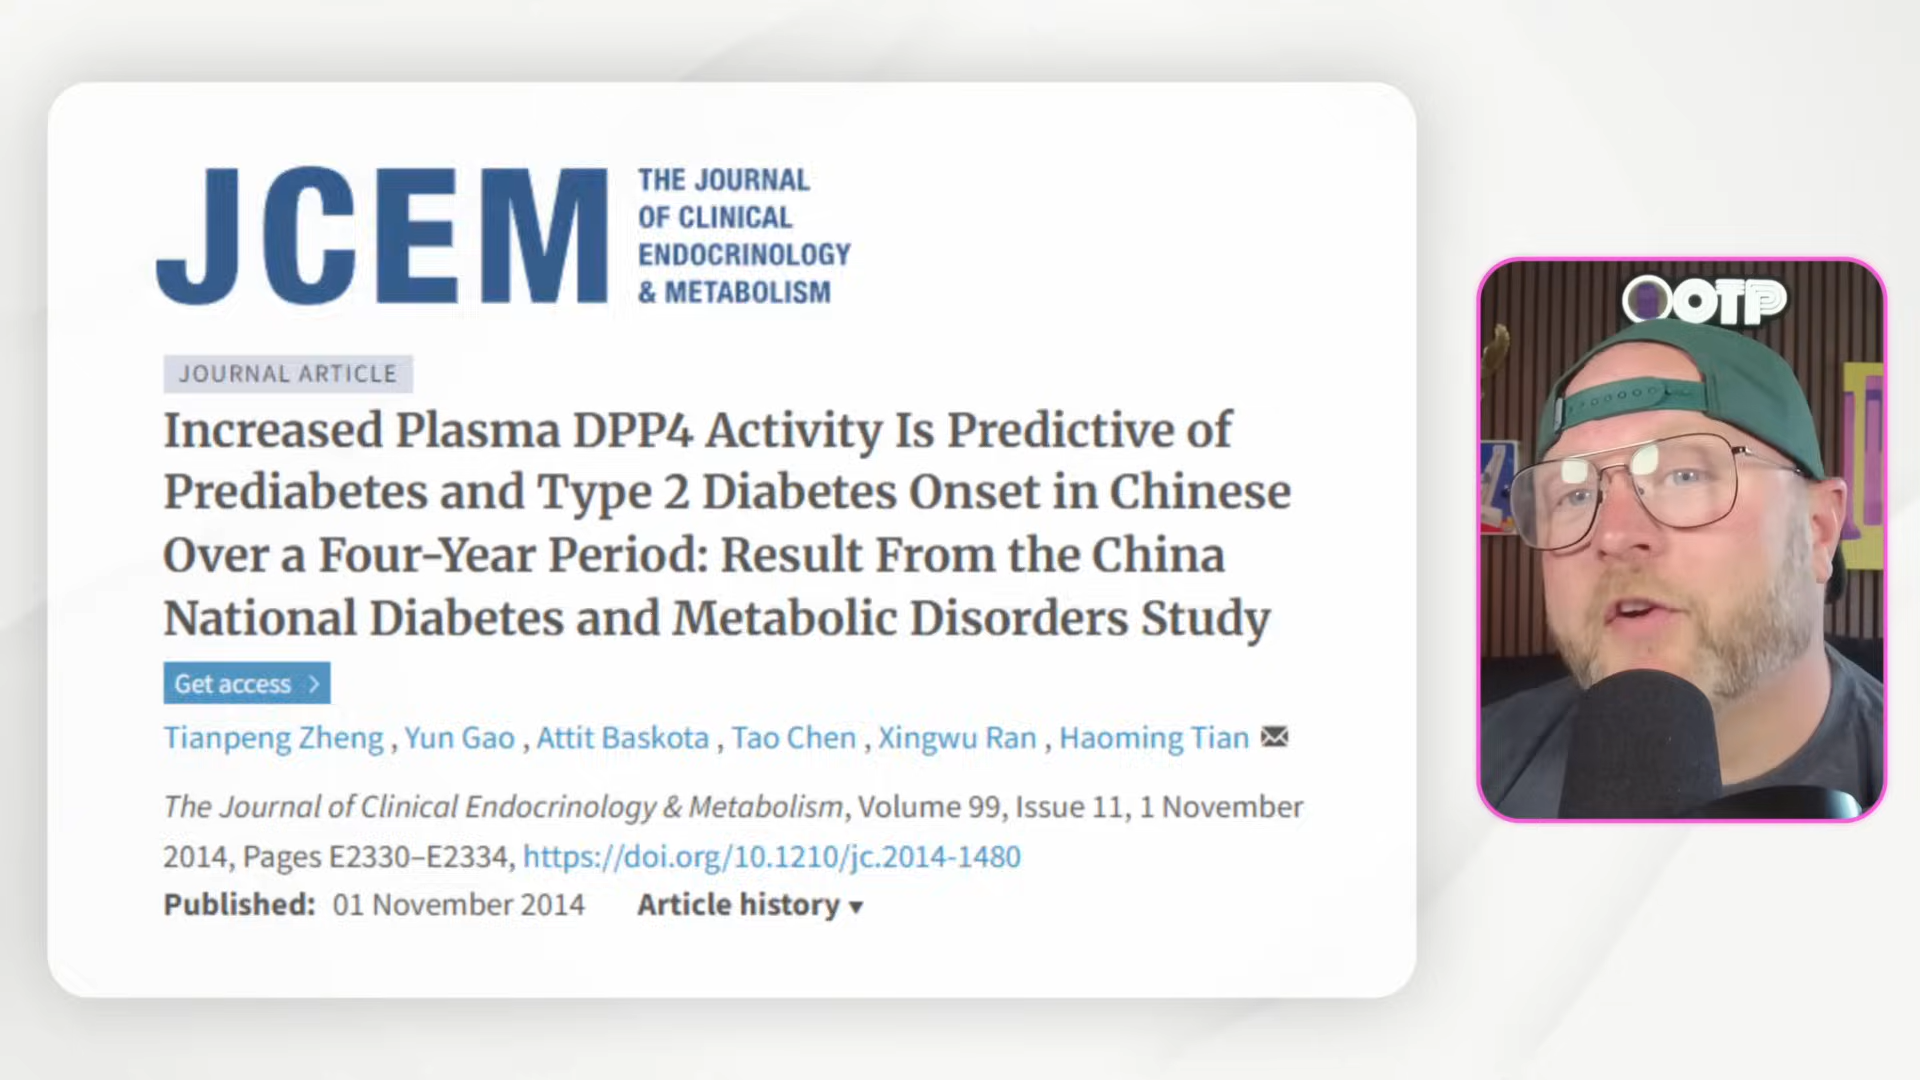 JCEM
THE JOURNAL
OF CLINICAL
ENDOCRINOLOGY
& METABOLISM
JOURNAL ARTICLE
Increased Plasma DPP4 Activity Is Predictive of
Prediabetes and Type 2 Diabetes Onset in Chinese
Over a Four-Year Period: Result From the China
National Diabetes and Metabolic Disorders Study
Get access >
Tianpeng Zheng , Yun Gao , Attit Baskota , Tao Chen , Xingwu Ran , Haoming Tian
The Journal of Clinical Endocrinology & Metabolism, Volume 99, Issue 11, 1 November
2014, Pages E2330–E2334, https://doi.org/10.1210/jc.2014-1480
Published: 01 November 2014 Article history ▾
OTP